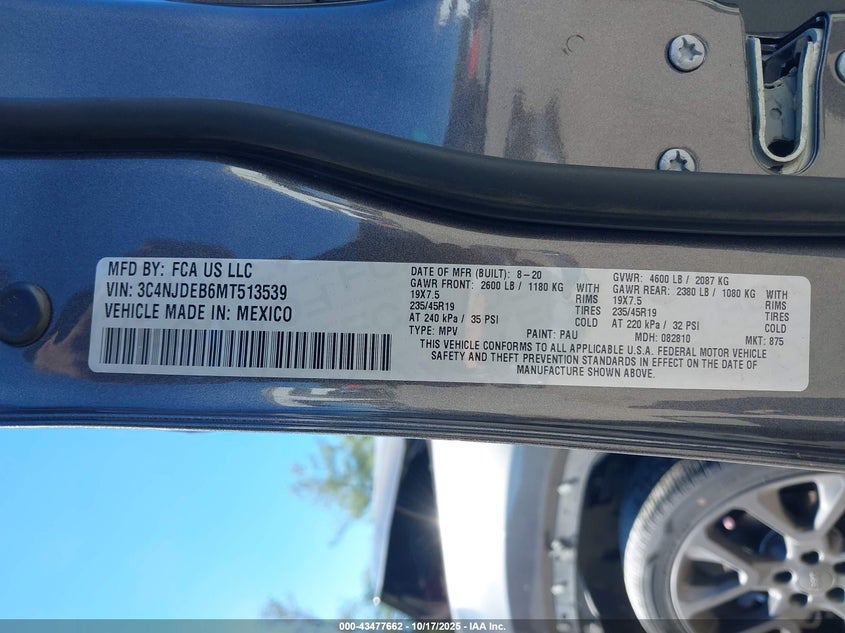 MFD BY: FCA US LLC
VIN: 3C4NJDEB6MT513539
VEHICLE MADE IN: MEXICO
DATE OF MFR (BUILT): 8-20
GAWR FRONT: 2600 LB / 1180 KG WITH
19X7.5 RIMS
235/45R19 TIRES
AT 240 kPa / 35 PSI COLD
TYPE: MPV PAINT: PAU
GVWR: 4600 LB / 2087 KG
GAWR REAR: 2380 LB / 1080 KG WITH
19X7.5 RIMS
235/45R19 TIRES
AT 220 kPa / 32 PSI COLD
MDH: 082810 MKT: 875
THIS VEHICLE CONFORMS TO ALL APPLICABLE U.S.A. FEDERAL MOTOR VEHICLE
SAFETY AND THEFT PREVENTION STANDARDS IN EFFECT ON THE DATE OF
MANUFACTURE SHOWN ABOVE.
000-43477662 - 10/17/2025 - IAA Inc.